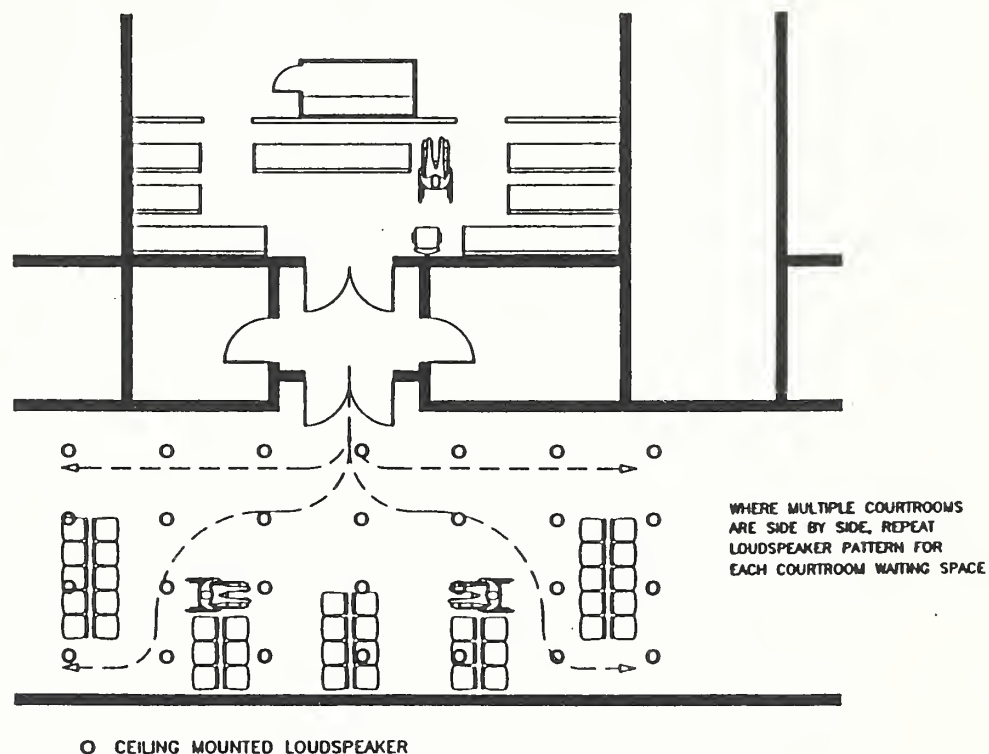 WHERE MULTIPLE COURTROOMS
ARE SIDE BY SIDE, REPEAT
LOUDSPEAKER PATTERN FOR
EACH COURTROOM WAITING SPACE
O CEILING MOUNTED LOUDSPEAKER